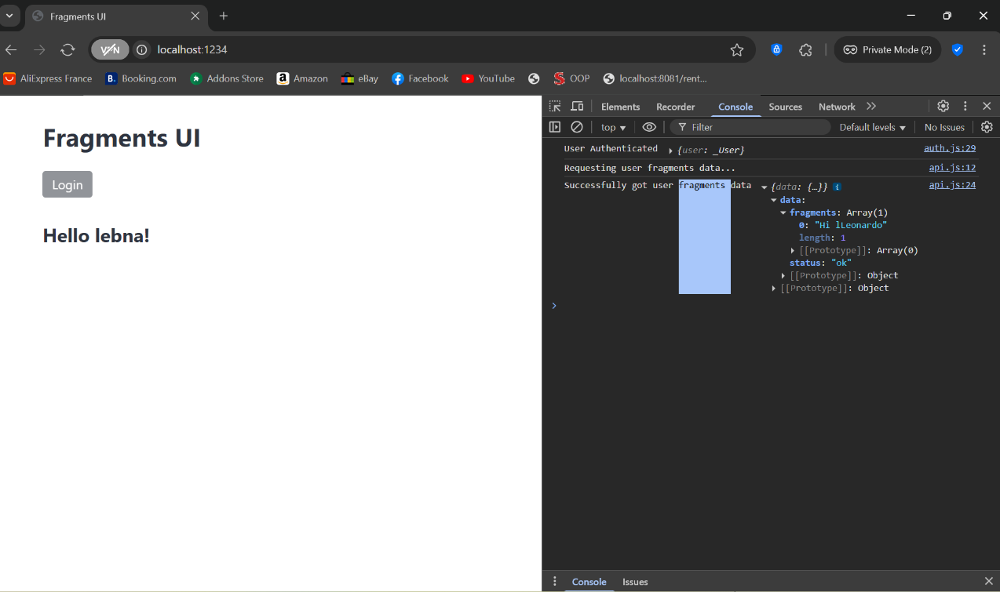 Fragments UI
VPN
localhost:1234
Private Mode (2)
AliExpress France
B. Booking.com
Addons Store
a Amazon
eBay
Facebook
YouTube
OOP
localhost:8081/rent...
Fragments UI
Login
Hello lebna!
Elements Recorder Console Sources Network
top Filter Default levels No Issues
User Authenticated {user: _User} auth.js:29
Requesting user fragments data... api.js:12
Successfully got user fragments data {data: {…}} i api.js:24
data:
fragments: Array(1)
0: "Hi lLeonardo"
length: 1
[[Prototype]]: Array(0)
status: "ok"
[[Prototype]]: Object
[[Prototype]]: Object
Console Issues